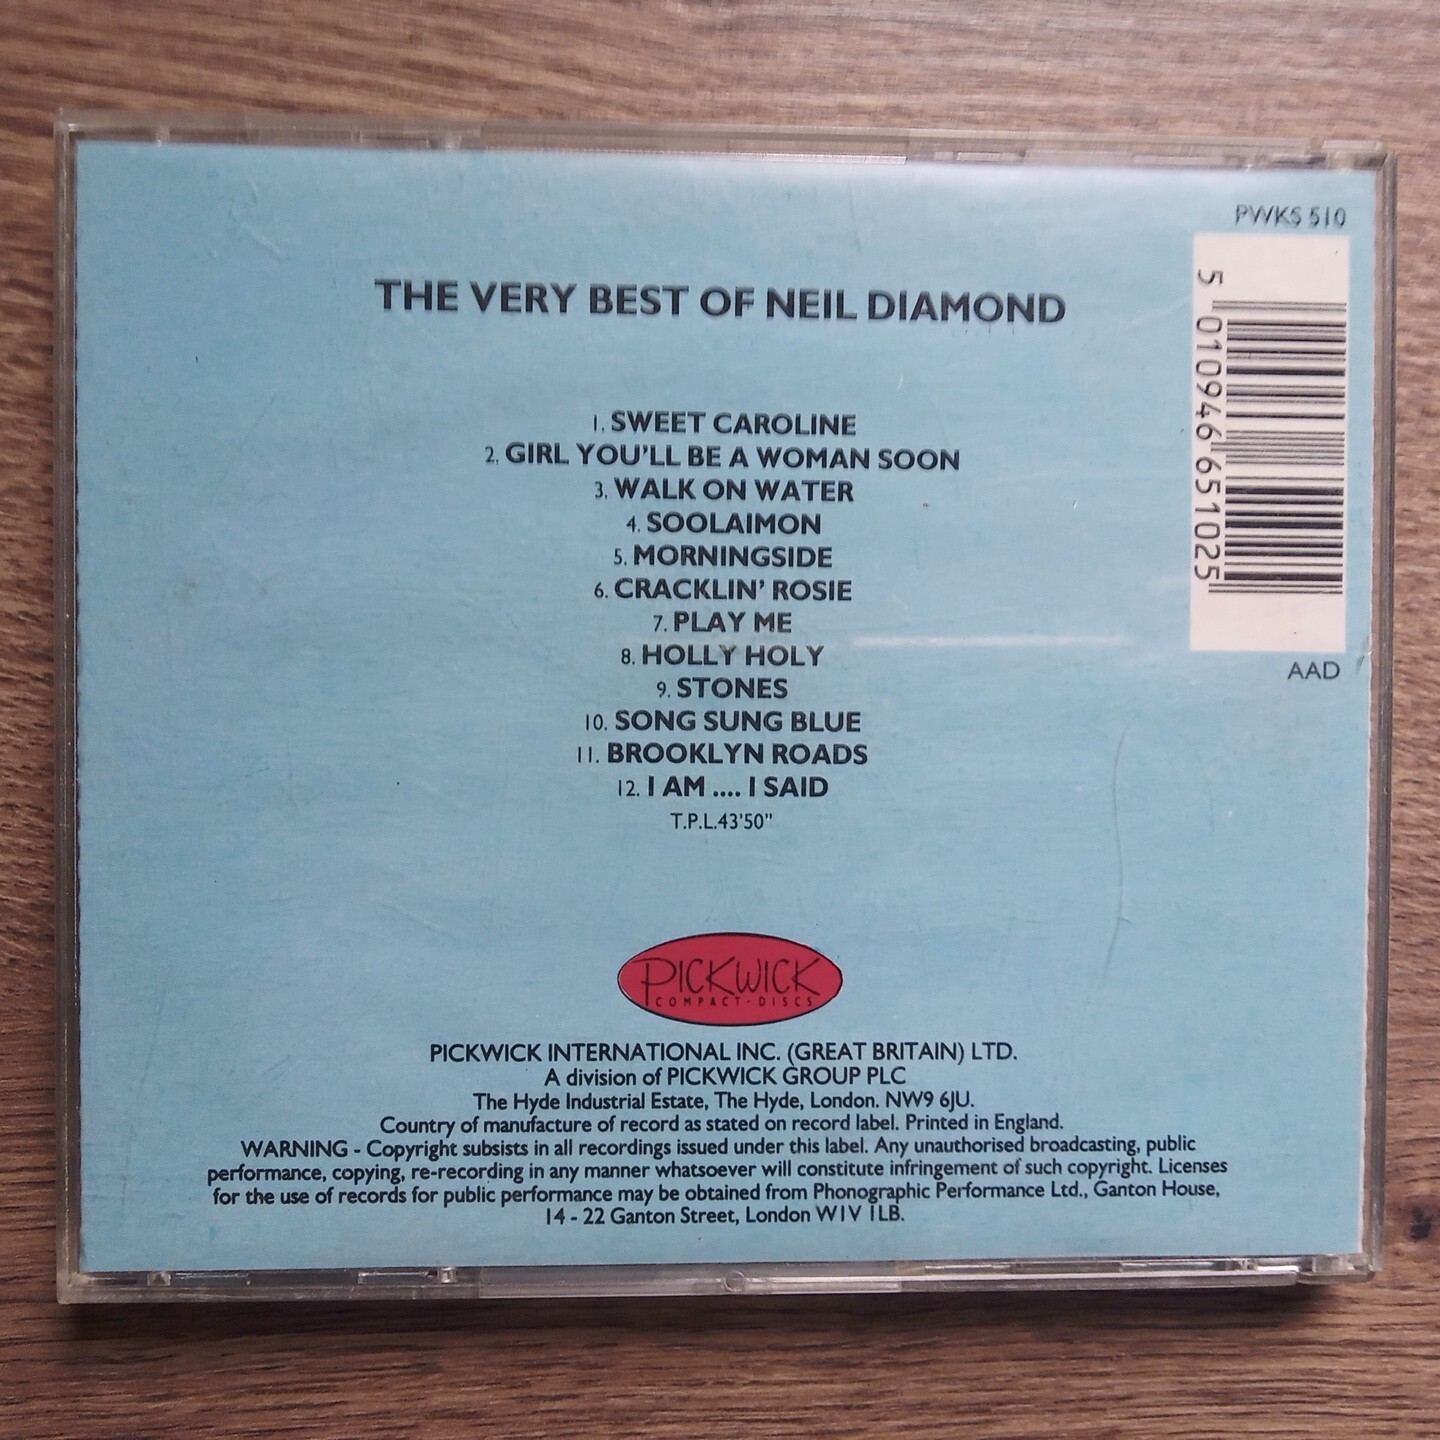 PWKS 510
5 010946 651025
AAD
THE VERY BEST OF NEIL DIAMOND
1. SWEET CAROLINE
2. GIRL YOU'LL BE A WOMAN SOON
3. WALK ON WATER
4. SOOLAIMON
5. MORNINGSIDE
6. CRACKLIN' ROSIE
7. PLAY ME
8. HOLLY HOLY
9. STONES
10. SONG SUNG BLUE
11. BROOKLYN ROADS
12. I AM .... I SAID
T.P.L.43'50"
PICKWICK
COMPACT·DISCS
PICKWICK INTERNATIONAL INC. (GREAT BRITAIN) LTD.
A division of PICKWICK GROUP PLC
The Hyde Industrial Estate, The Hyde, London. NW9 6JU.
Country of manufacture of record as stated on record label. Printed in England.
WARNING - Copyright subsists in all recordings issued under this label. Any unauthorised broadcasting, public
performance, copying, re-recording in any manner whatsoever will constitute infringement of such copyright. Licenses
for the use of records for public performance may be obtained from Phonographic Performance Ltd., Ganton House,
14 - 22 Ganton Street, London W1V 1LB.